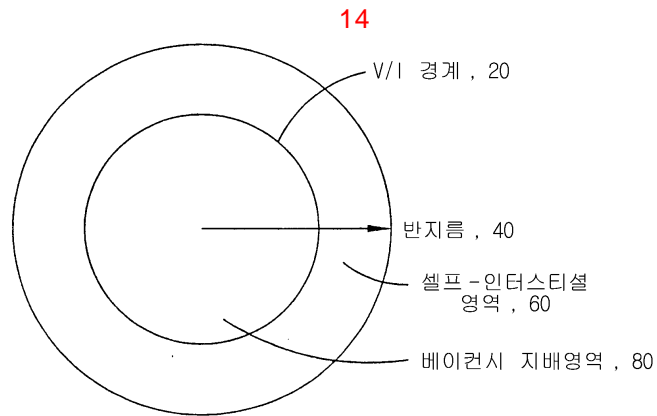 14
V/I 경계 , 20
반지름 , 40
셀프-인터스티셜
영역 , 60
베이컨시 지배영역 , 80